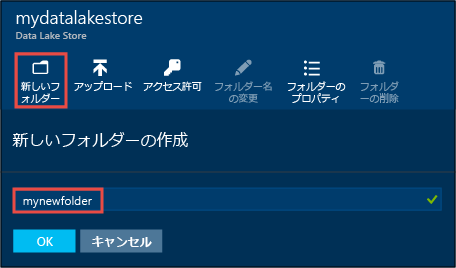 mydatalakestore
Data Lake Store
新しいフォルダー
アップロード
アクセス許可
フォルダー名の変更
フォルダーのプロパティ
フォルダーの削除
新しいフォルダーの作成
mynewfolder
OK
キャンセル